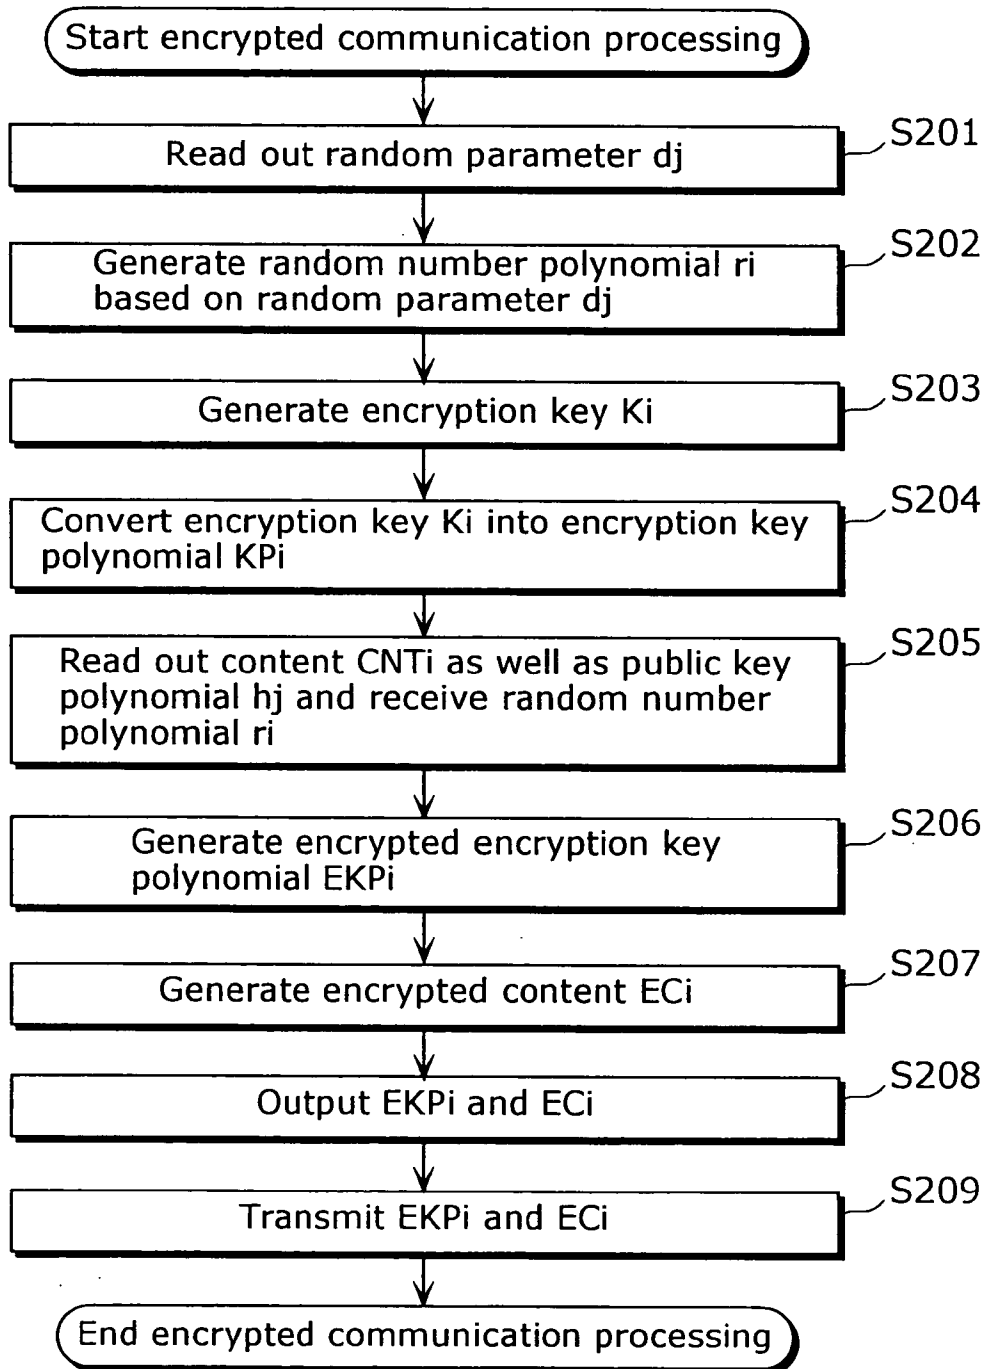 Start encrypted communication processing
Read out random parameter dj
S201
Generate random number polynomial ri
based on random parameter dj
S202
Generate encryption key Ki
S203
Convert encryption key Ki into encryption key
polynomial KPi
S204
Read out content CNTi as well as public key
polynomial hj and receive random number
polynomial ri
S205
Generate encrypted encryption key
polynomial EKPi
S206
Generate encrypted content ECi
S207
Output EKPi and ECi
S208
Transmit EKPi and ECi
S209
End encrypted communication processing